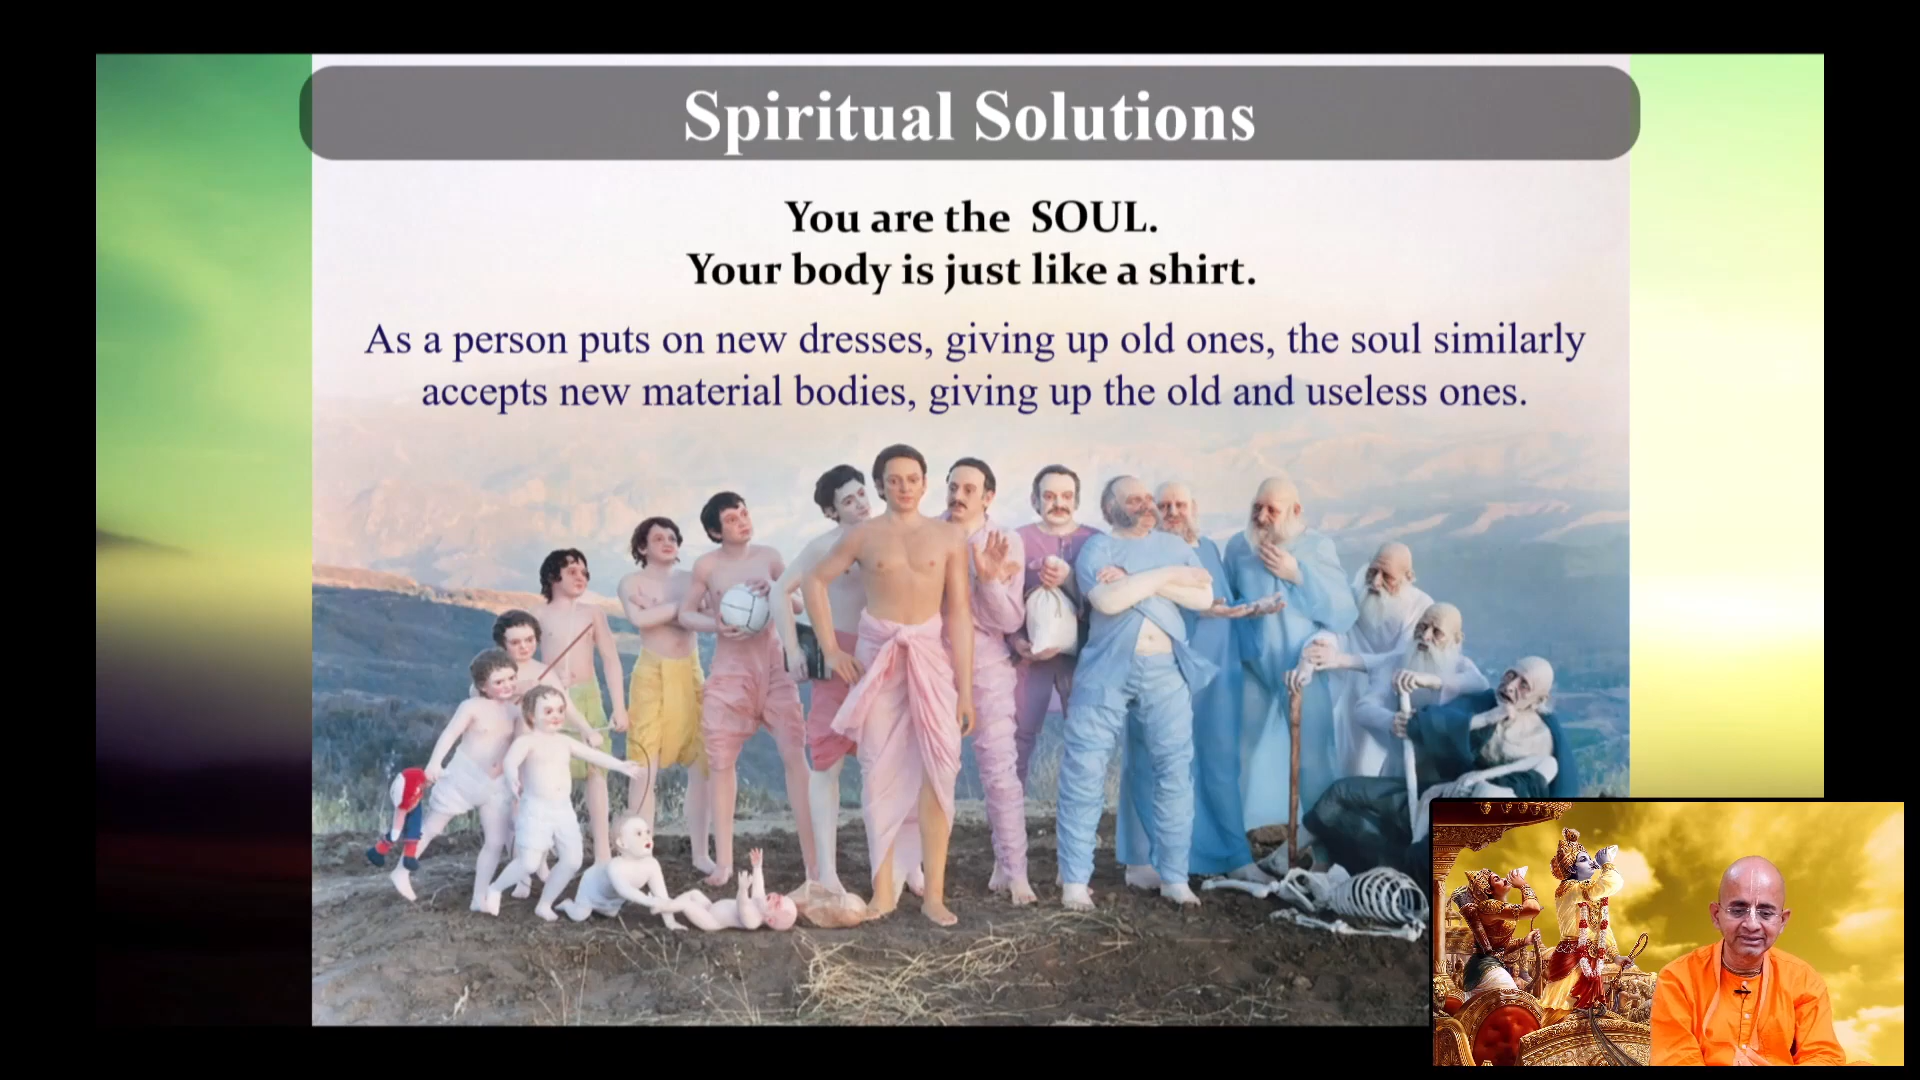 Spiritual Solutions
You are the SOUL.
Your body is just like a shirt.
As a person puts on new dresses, giving up old ones, the soul similarly
accepts new material bodies, giving up the old and useless ones.